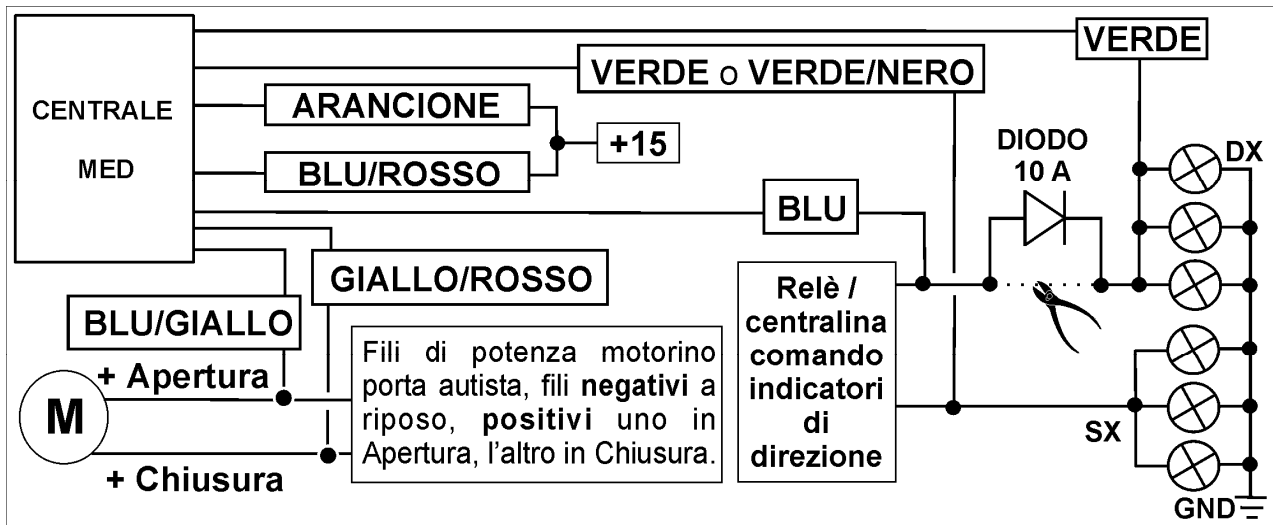 CENTRALE
MED
VERDE
VERDE o VERDE/NERO
ARANCIONE
+15
BLU/ROSSO
DIODO
10 A
DX
BLU
GIALLO/ROSSO
BLU/GIALLO
+ Apertura
M
+ Chiusura
Fili di potenza motorino
porta autista, fili negativi a
riposo, positivi uno in
Apertura, l'altro in Chiusura.
Relè /
centralina
comando
indicatori
di
direzione
SX
GND